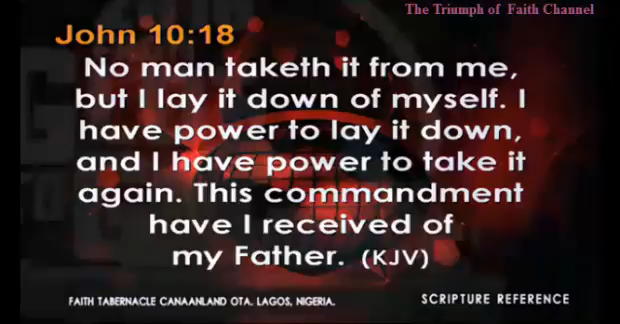 The Triumph of Faith Channel
John 10:18
No man taketh it from me,
but I lay it down of myself. I
have power to lay it down,
and I have power to take it
again. This commandment
have I received of
my Father. (KJV)
FAITH TABERNACLE CANAANLAND OTA. LAGOS, NIGERIA.
SCRIPTURE REFERENCE